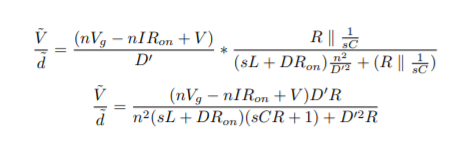 \frac{\tilde{V}}{\tilde{d}} = \frac{(nV_g - nIR_{on} + V)}{D'} * \frac{R \parallel \frac{1}{sC}}{(sL + DR_{on})\frac{n^2}{D'^2} + (R \parallel \frac{1}{sC})}
\frac{\tilde{V}}{\tilde{d}} = \frac{(nV_g - nIR_{on} + V)D'R}{n^2(sL + DR_{on})(sCR + 1) + D'^2R}